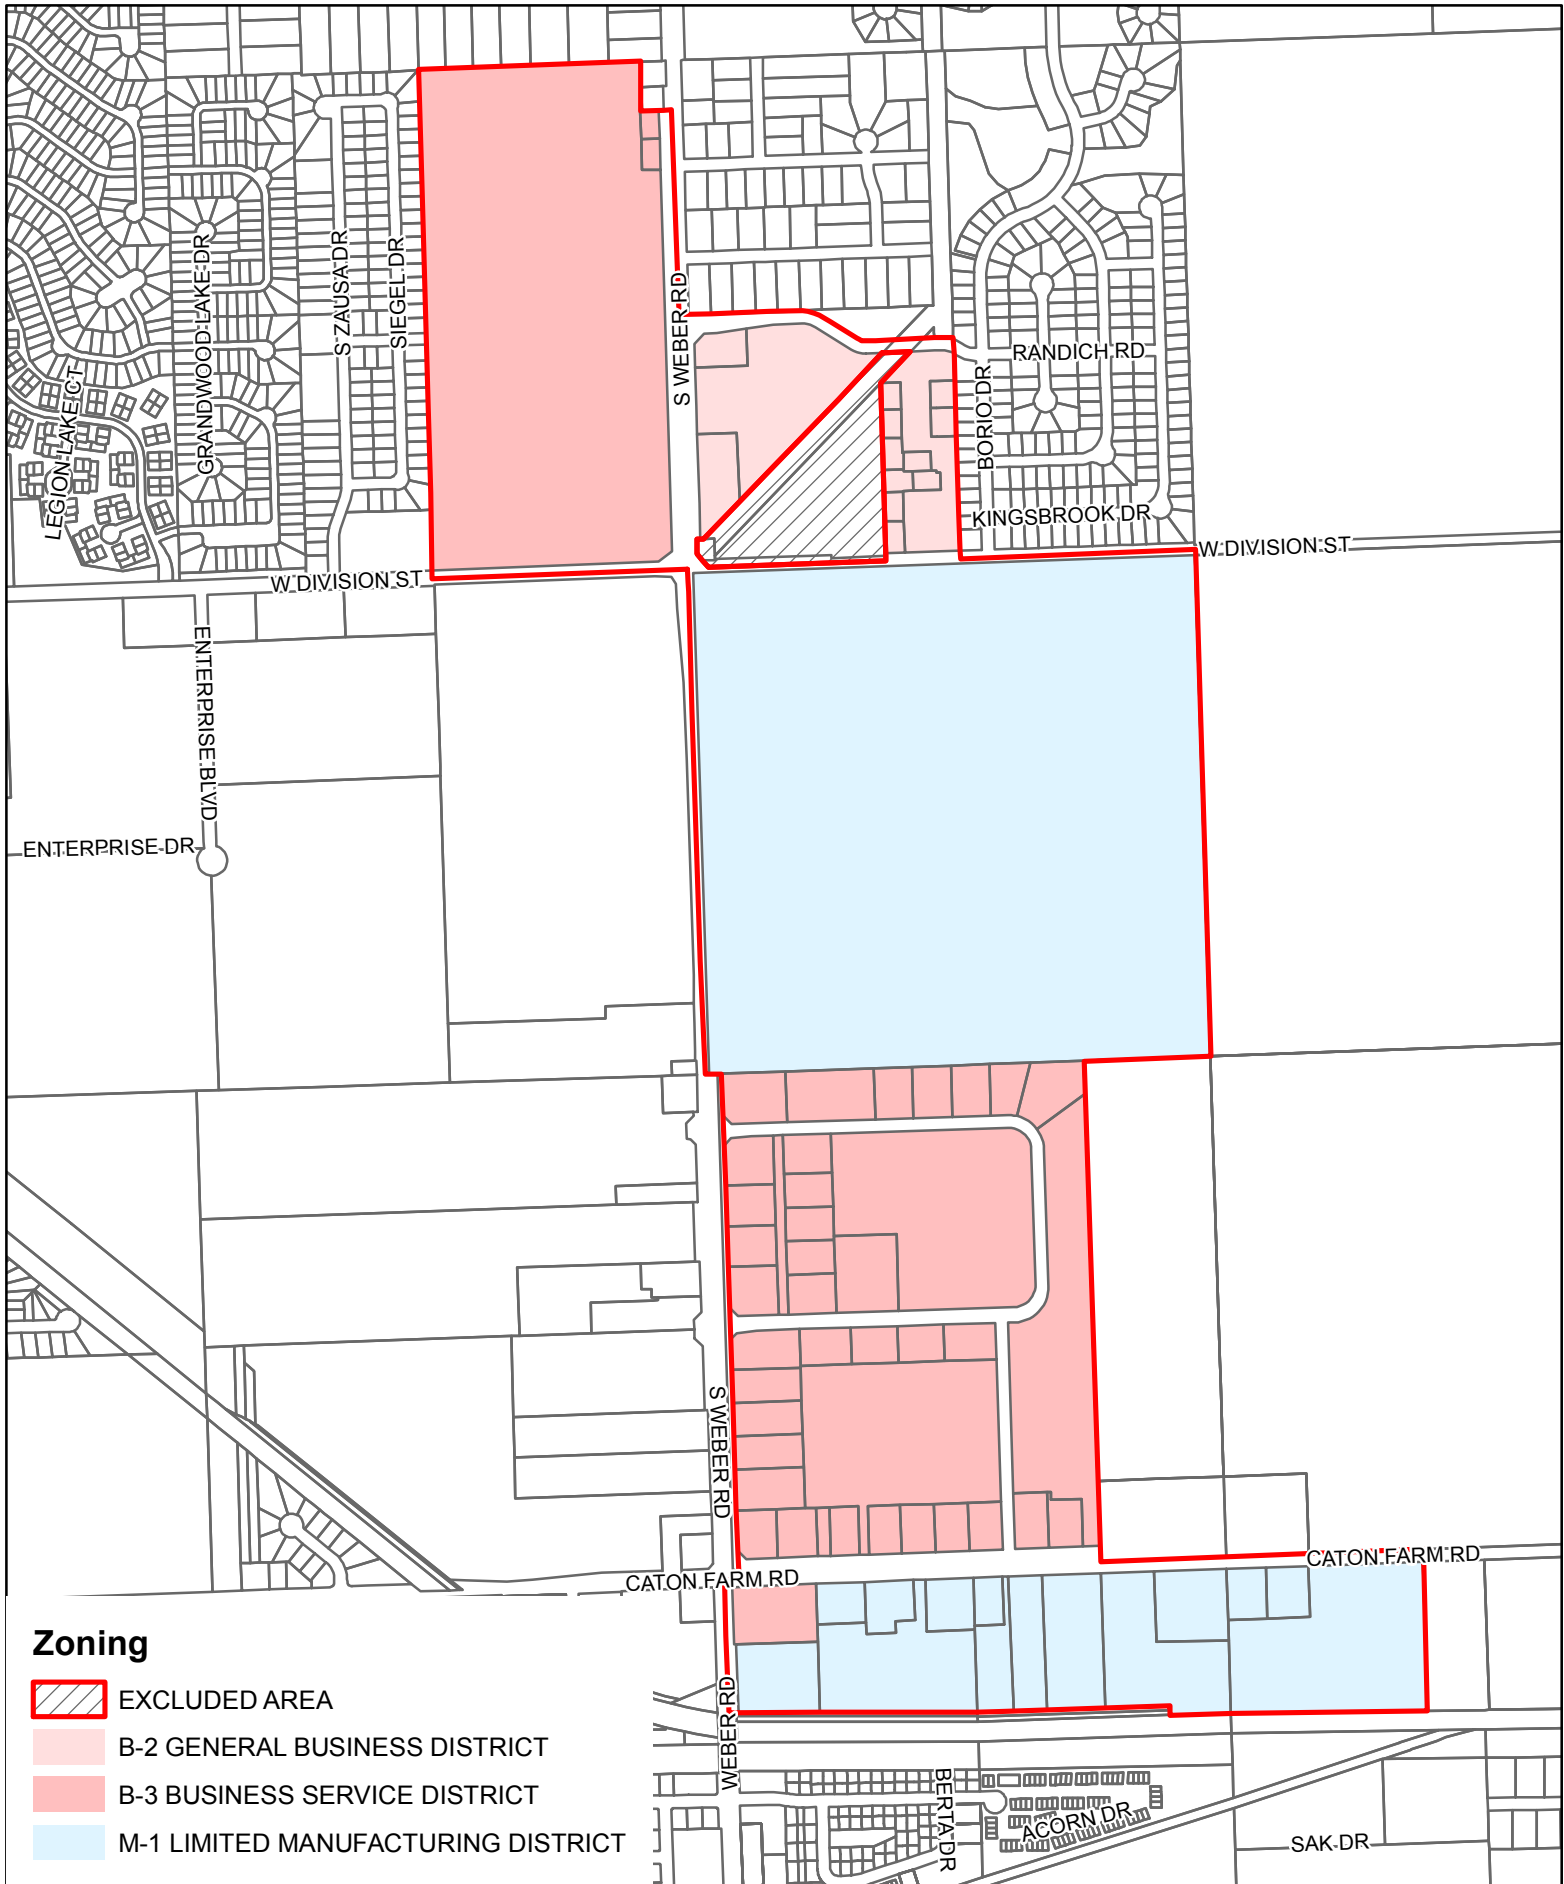 GRANDWOOD LAKE DR
S ZAUSA DR
SIEGEL DR
S WEBER RD
RANDICH RD
BORIO DR
LEGION LAKE CT
KINGSBROOK DR
W DIVISION ST
W DIVISION ST
ENTERPRISE BLVD
ENTERPRISE DR
S WEBER RD
CATON FARM RD
CATON FARM RD
WEBER RD
BERTA DR
ACORN DR
SAK DR
Zoning
EXCLUDED AREA
B-2 GENERAL BUSINESS DISTRICT
B-3 BUSINESS SERVICE DISTRICT
M-1 LIMITED MANUFACTURING DISTRICT